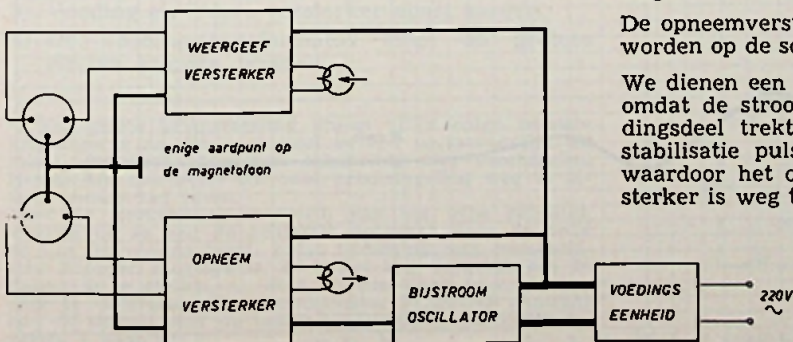 WEERGEEF
VERSTERKER
enige aardpunt op
de magnetofoon
OPNEEM
VERSTERKER
BIJSTROOM
OSCILLATOR
VOEDINGS
EENHEID
220V
~
De opneemverst
worden op de s
We dienen een
omdat de stroo
dingsdeel trekt
stabilisatie puls
waardoor het
sterker is weg